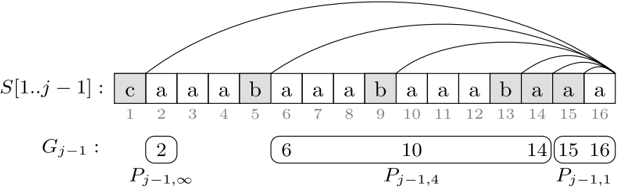 S[1..j − 1] : c a a a b a a a b a a a b a a a
1 2 3 4 5 6 7 8 9 10 11 12 13 14 15 16
G_{j−1} : 2 6 10 14 15 16
P_{j−1,∞} P_{j−1,4} P_{j−1,1}